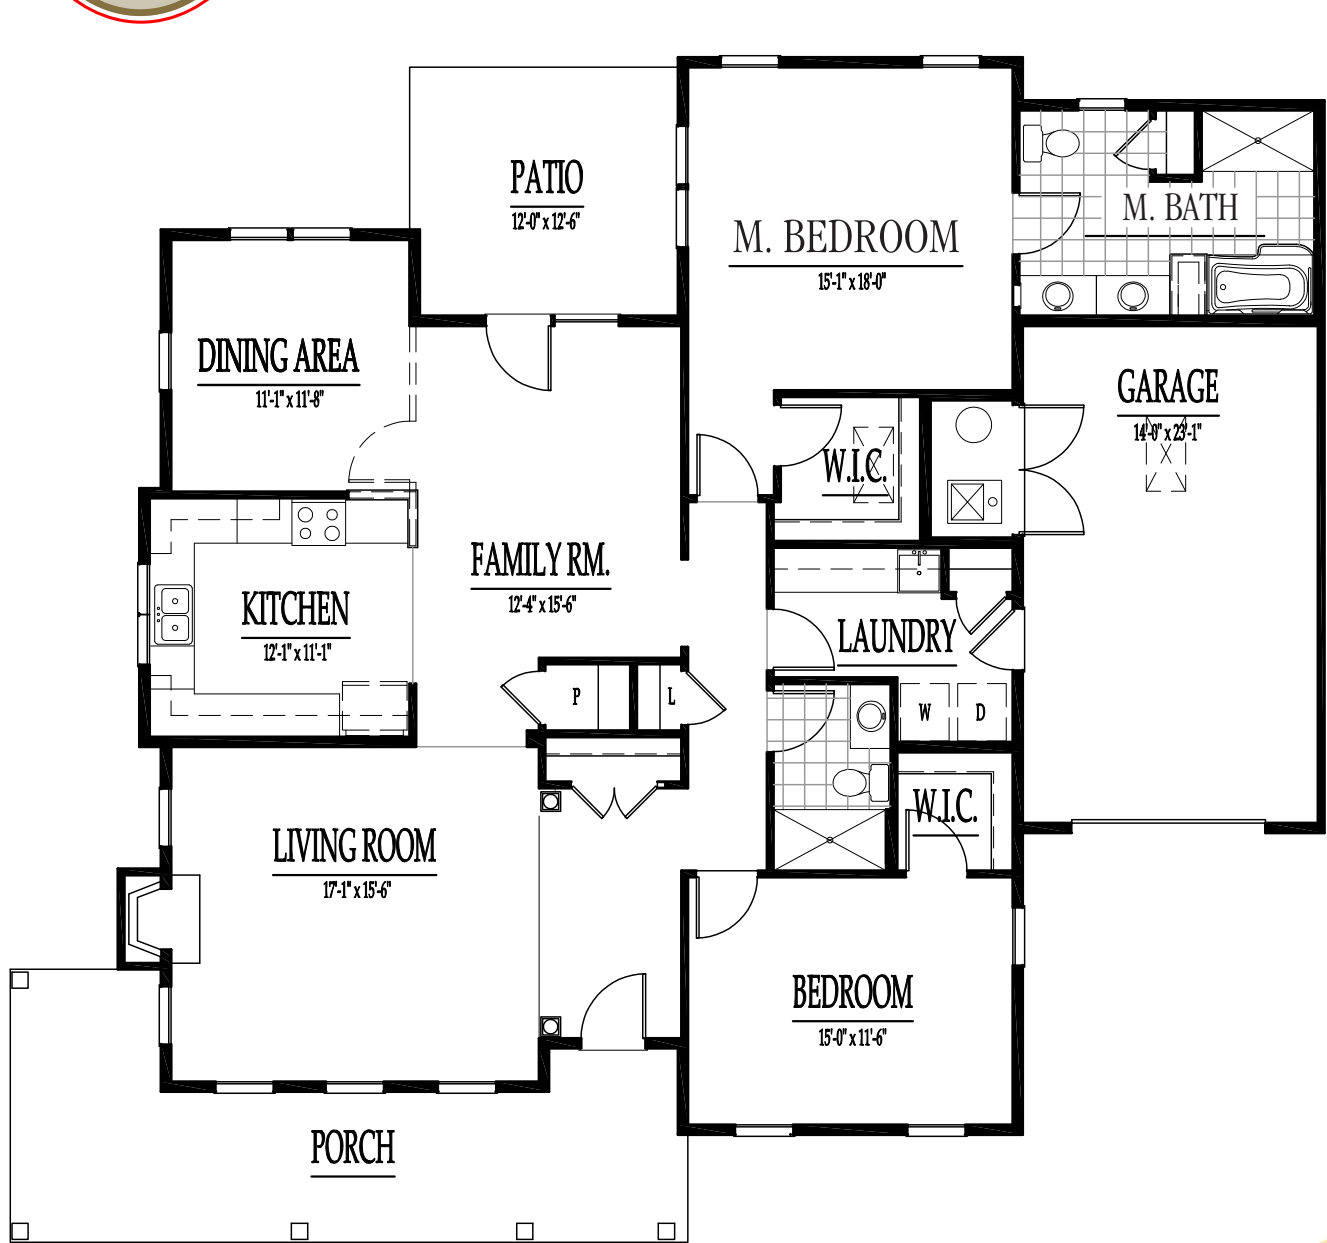 PATIO
12'-0" x 12'-6"
M. BEDROOM
15'-1" x 18'-0"
M. BATH
DINING AREA
11'-1" x 11'-8"
GARAGE
14'-0" x 23'-1"
W.I.C.
FAMILY RM.
12'-4" x 15'-6"
KITCHEN
12'-1" x 11'-1"
LAUNDRY
P
L
W
D
W.I.C.
LIVING ROOM
17'-1" x 15'-6"
BEDROOM
15'-0" x 11'-6"
PORCH